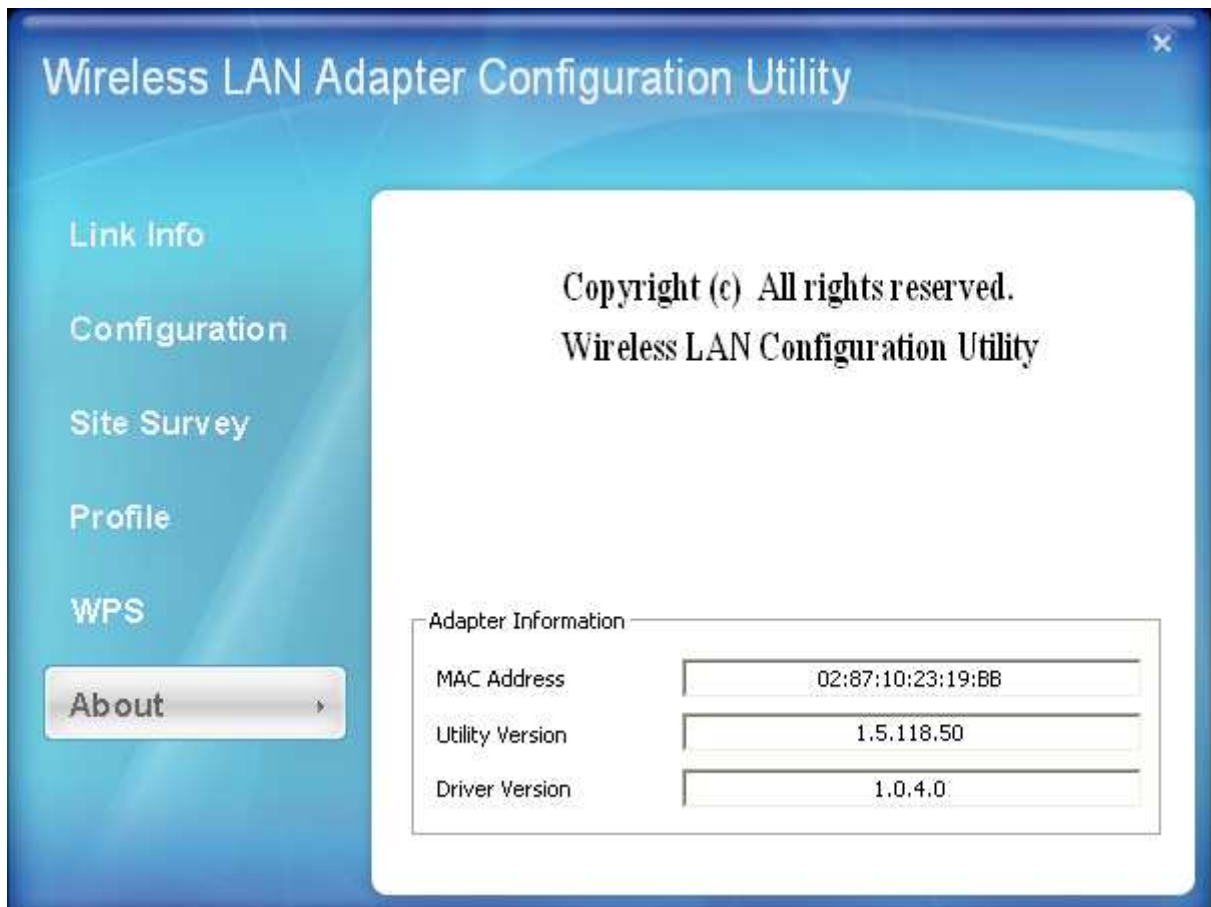 Wireless LAN Adapter Configuration Utility
Link Info
Configuration
Site Survey
Profile
WPS
About
Copyright (c) All rights reserved.
Wireless LAN Configuration Utility
Adapter Information
MAC Address 02:87:10:23:19:BB
Utility Version 1.5.118.50
Driver Version 1.0.4.0